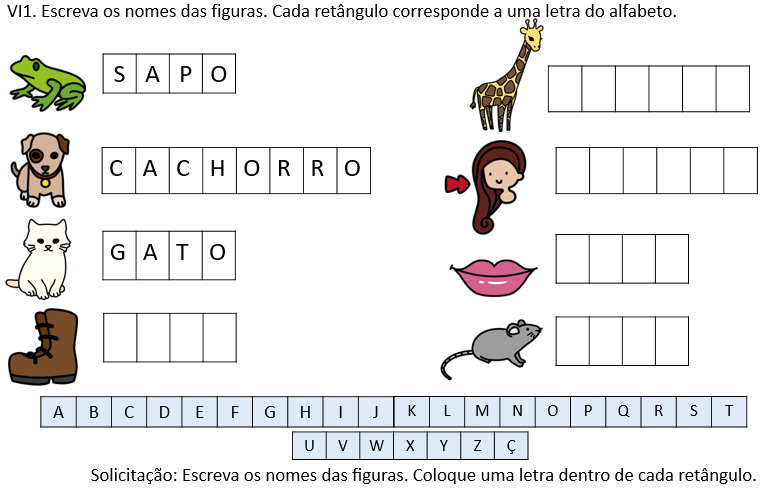 VI1. Escreva os nomes das figuras. Cada retângulo corresponde a uma letra do alfabeto.
S A P O
C A C H O R R O
G A T O
A B C D E F G H I J K L M N O P Q R S T
U V W X Y Z Ç
Solicitação: Escreva os nomes das figuras. Coloque uma letra dentro de cada retângulo.